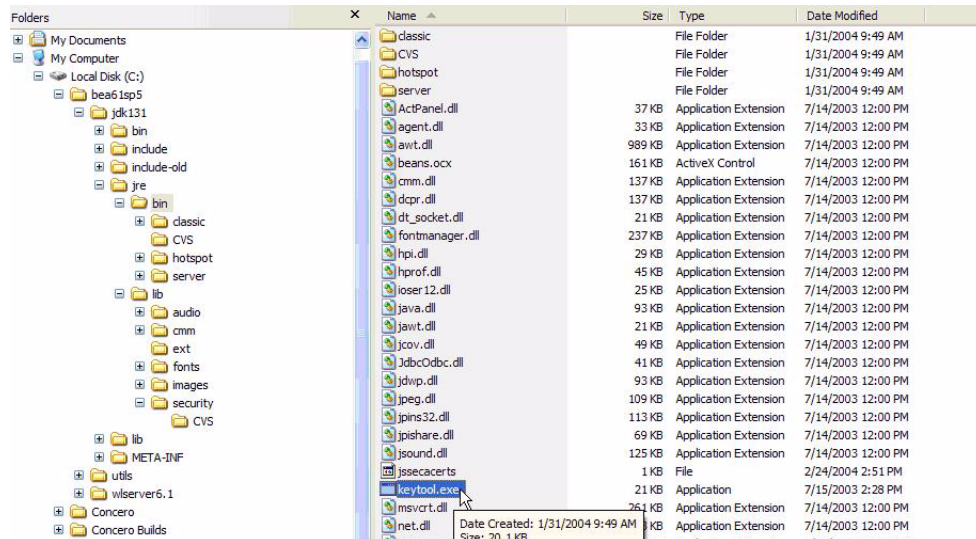 Folders x
My Documents
My Computer
Local Disk (C:)
bea61sp5
jdk131
bin
include
include-old
jre
bin
classic
CVS
hotspot
server
lib
audio
cmm
ext
fonts
images
security
CVS
lib
META-INF
utils
wlserver6.1
Concero
Concero Builds
Name Size Type Date Modified
classic File Folder 1/31/2004 9:49 AM
CVS File Folder 1/31/2004 9:49 AM
hotspot File Folder 1/31/2004 9:49 AM
server File Folder 1/31/2004 9:49 AM
ActPanel.dll 37 KB Application Extension 7/14/2003 12:00 PM
agent.dll 33 KB Application Extension 7/14/2003 12:00 PM
awt.dll 989 KB Application Extension 7/14/2003 12:00 PM
beans.ocx 161 KB ActiveX Control 7/14/2003 12:00 PM
cmm.dll 137 KB Application Extension 7/14/2003 12:00 PM
dcpr.dll 137 KB Application Extension 7/14/2003 12:00 PM
dt_socket.dll 21 KB Application Extension 7/14/2003 12:00 PM
fontmanager.dll 237 KB Application Extension 7/14/2003 12:00 PM
hpi.dll 29 KB Application Extension 7/14/2003 12:00 PM
hprof.dll 45 KB Application Extension 7/14/2003 12:00 PM
ioser12.dll 25 KB Application Extension 7/14/2003 12:00 PM
java.dll 93 KB Application Extension 7/14/2003 12:00 PM
jawt.dll 21 KB Application Extension 7/14/2003 12:00 PM
jcov.dll 49 KB Application Extension 7/14/2003 12:00 PM
JdbcOdbc.dll 41 KB Application Extension 7/14/2003 12:00 PM
jdwp.dll 93 KB Application Extension 7/14/2003 12:00 PM
jpeg.dll 109 KB Application Extension 7/14/2003 12:00 PM
jpins32.dll 113 KB Application Extension 7/14/2003 12:00 PM
jpishare.dll 69 KB Application Extension 7/14/2003 12:00 PM
jsound.dll 125 KB Application Extension 7/14/2003 12:00 PM
jssecacerts 1 KB File 2/24/2004 2:51 PM
keytool.exe 21 KB Application 7/15/2003 2:28 PM
msvcrt.dll 261 KB Application Extension 7/14/2003 12:00 PM
net.dll KB Application Extension 7/14/2003 12:00 PM
Date Created: 1/31/2004 9:49 AM
Size: 20.1 KB